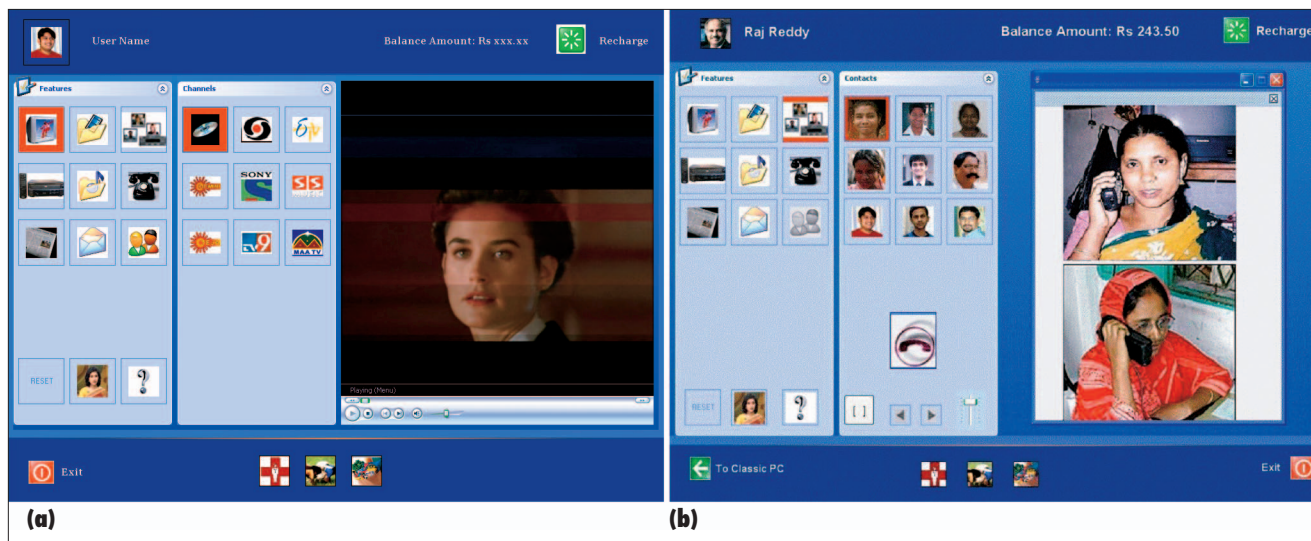 User Name
Balance Amount: Rs xxx.xx
Recharge
Features
Channels
SONY
SS
TV9
MAA TV
RESET
?
Playing (Menu)
Exit
(a)
Raj Reddy
Balance Amount: Rs 243.50
Recharge
Features
Contacts
RESET
?
[ ]
To Classic PC
Exit
(b)